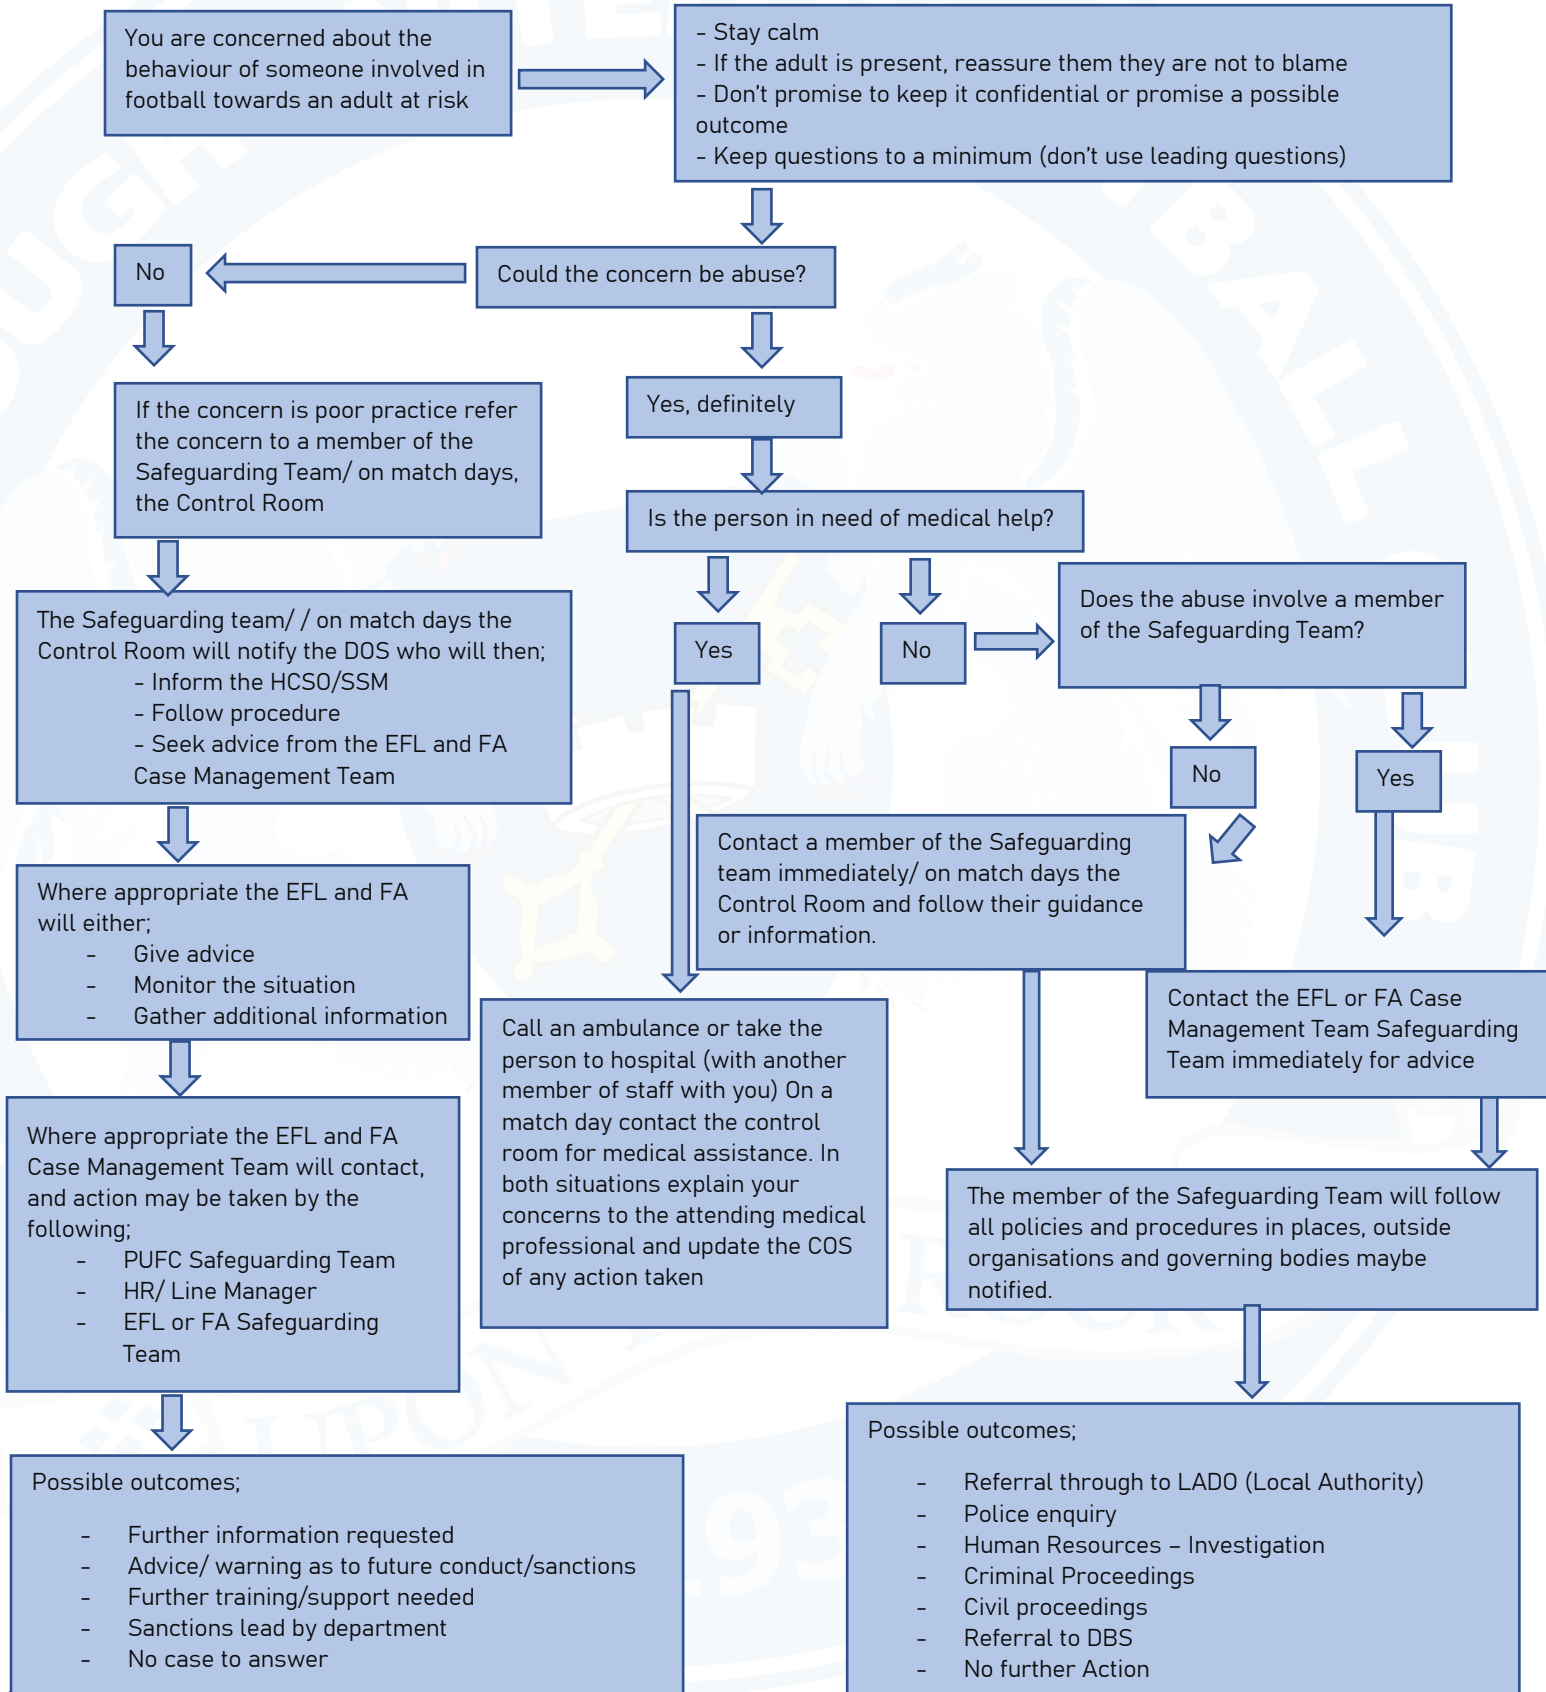 You are concerned about the
behaviour of someone involved in
football towards an adult at risk
- Stay calm
- If the adult is present, reassure them they are not to blame
- Don't promise to keep it confidential or promise a possible
outcome
- Keep questions to a minimum (don't use leading questions)
No
Could the concern be abuse?
If the concern is poor practice refer
the concern to a member of the
Safeguarding Team/ on match days,
the Control Room
Yes, definitely
Is the person in need of medical help?
The Safeguarding team/ / on match days the
Control Room will notify the DOS who will then;
- Inform the HCSO/SSM
- Follow procedure
- Seek advice from the EFL and FA
Case Management Team
Yes
No
Does the abuse involve a member
of the Safeguarding Team?
No
Yes
Where appropriate the EFL and FA
will either;
- Give advice
- Monitor the situation
- Gather additional information
Contact a member of the Safeguarding
team immediately/ on match days the
Control Room and follow their guidance
or information.
Contact the EFL or FA Case
Management Team Safeguarding
Team immediately for advice
Call an ambulance or take the
person to hospital (with another
member of staff with you) On a
match day contact the control
room for medical assistance. In
both situations explain your
concerns to the attending medical
professional and update the COS
of any action taken
Where appropriate the EFL and FA
Case Management Team will contact,
and action may be taken by the
following;
- PUFC Safeguarding Team
- HR/ Line Manager
- EFL or FA Safeguarding
Team
The member of the Safeguarding Team will follow
all policies and procedures in places, outside
organisations and governing bodies maybe
notified.
Possible outcomes;
- Further information requested
- Advice/ warning as to future conduct/sanctions
- Further training/support needed
- Sanctions lead by department
- No case to answer
Possible outcomes;
- Referral through to LADO (Local Authority)
- Police enquiry
- Human Resources – Investigation
- Criminal Proceedings
- Civil proceedings
- Referral to DBS
- No further Action
UPON